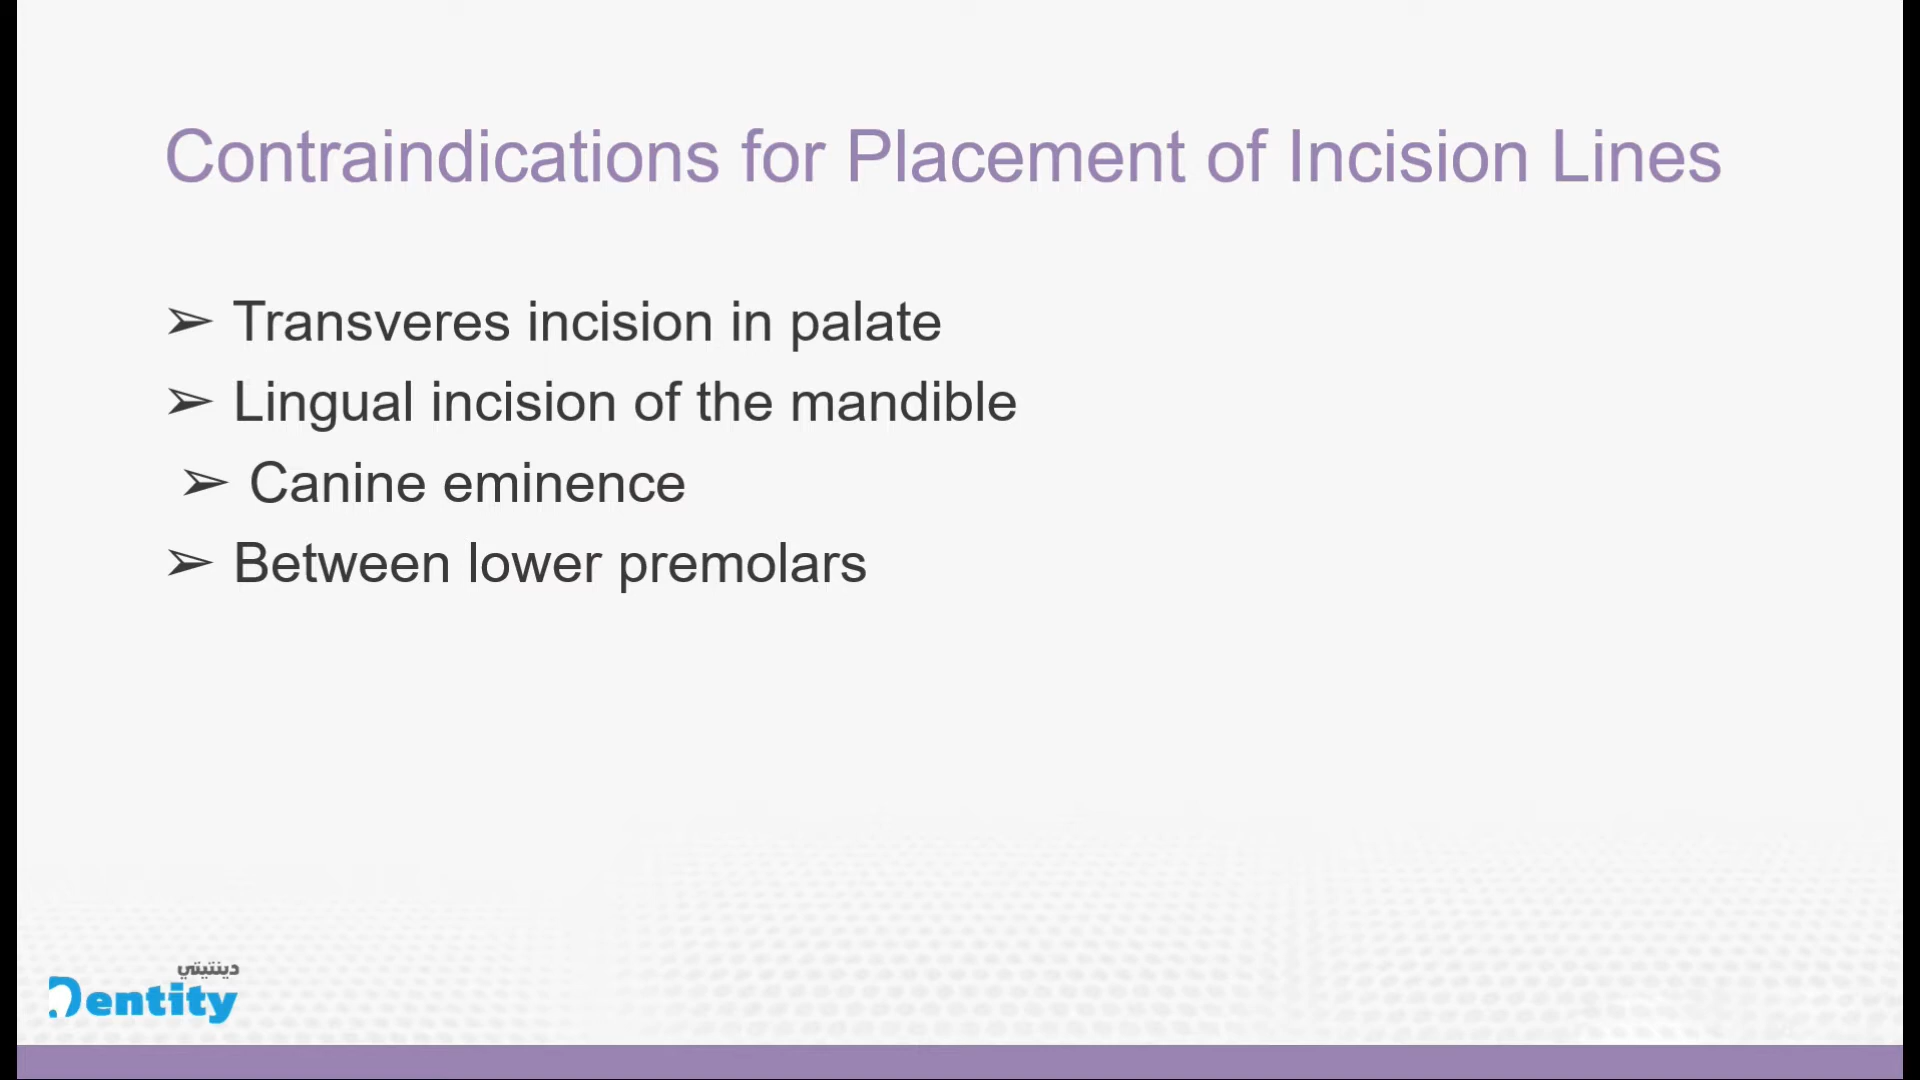 Contraindications for Placement of Incision Lines
➢ Transveres incision in palate
➢ Lingual incision of the mandible
➢ Canine eminence
➢ Between lower premolars
دينتيتي
Dentity